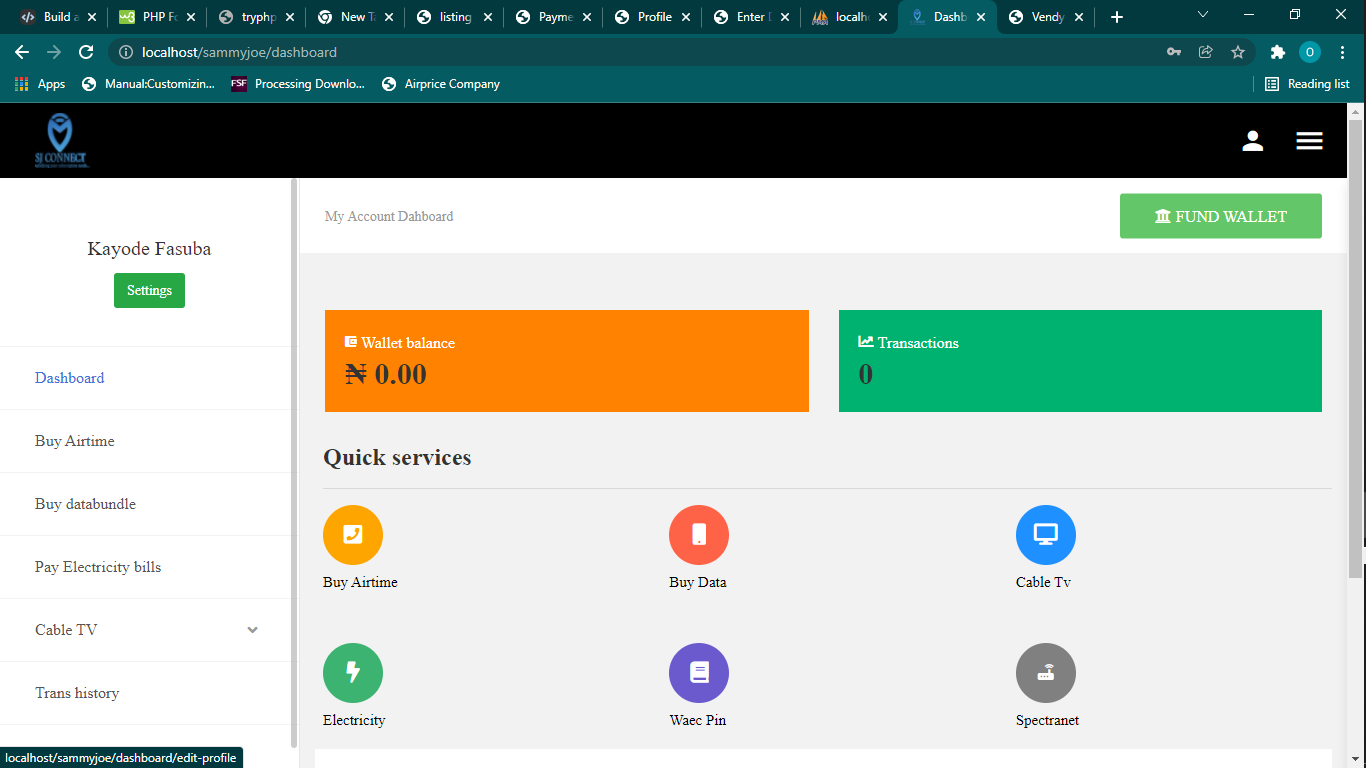 Build a
PHP Fo
tryphp
New Ta
listing
Payme
Profile
Enter D
localho
Dashb
Vendy
localhost/sammyjoe/dashboard
O
Apps
Manual:Customizin...
FSF
Processing Downlo...
Airprice Company
Reading list
SJ CONNECT
My Account Dahboard
FUND WALLET
Kayode Fasuba
Settings
Dashboard
Buy Airtime
Buy databundle
Pay Electricity bills
Cable TV
Trans history
Wallet balance
₦ 0.00
Transactions
0
Quick services
Buy Airtime
Buy Data
Cable Tv
Electricity
Waec Pin
Spectranet
localhost/sammyjoe/dashboard/edit-profile